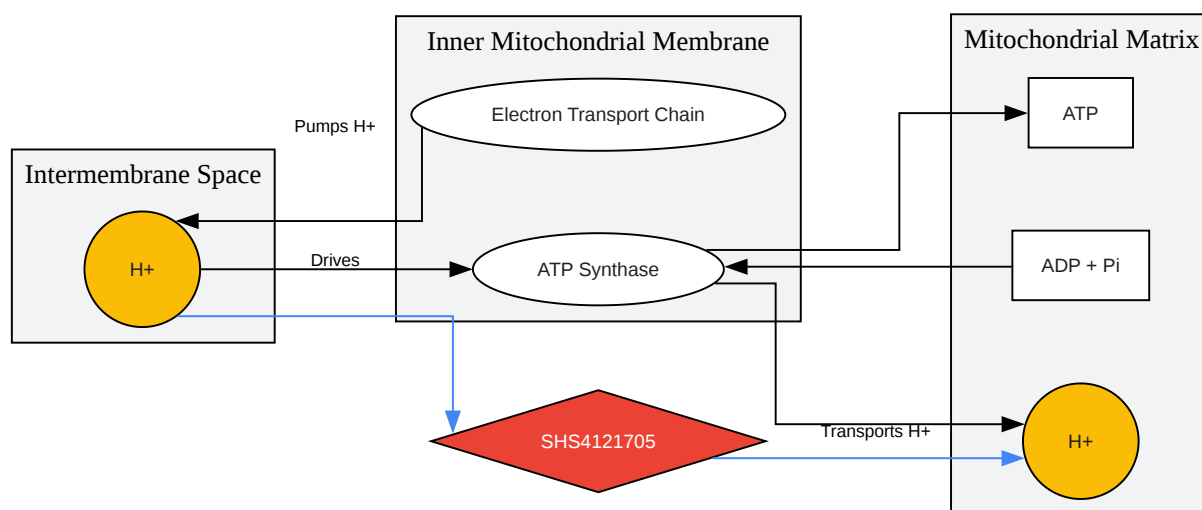 Inner Mitochondrial Membrane
Mitochondrial Matrix
Electron Transport Chain
ATP
Pumps H+
Intermembrane Space
H+
Drives
ATP Synthase
ADP + Pi
SHS4121705
Transports H+
H+